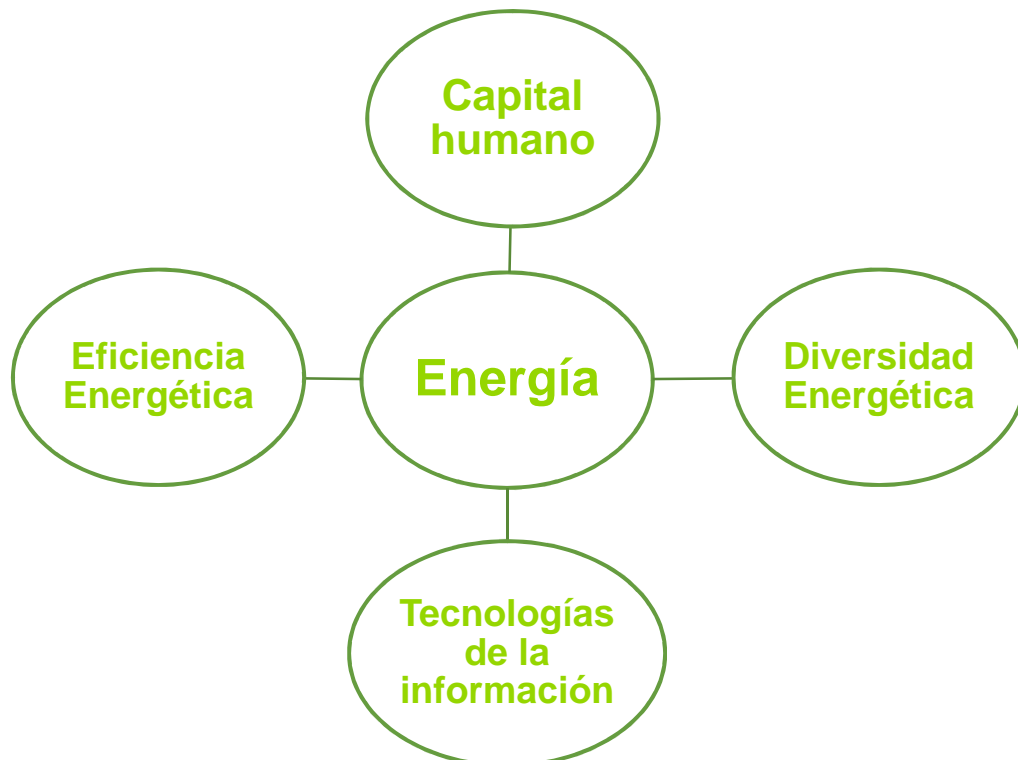 Capital
humano
Eficiencia
Energética
Energía
Diversidad
Energética
Tecnologías
de la
información